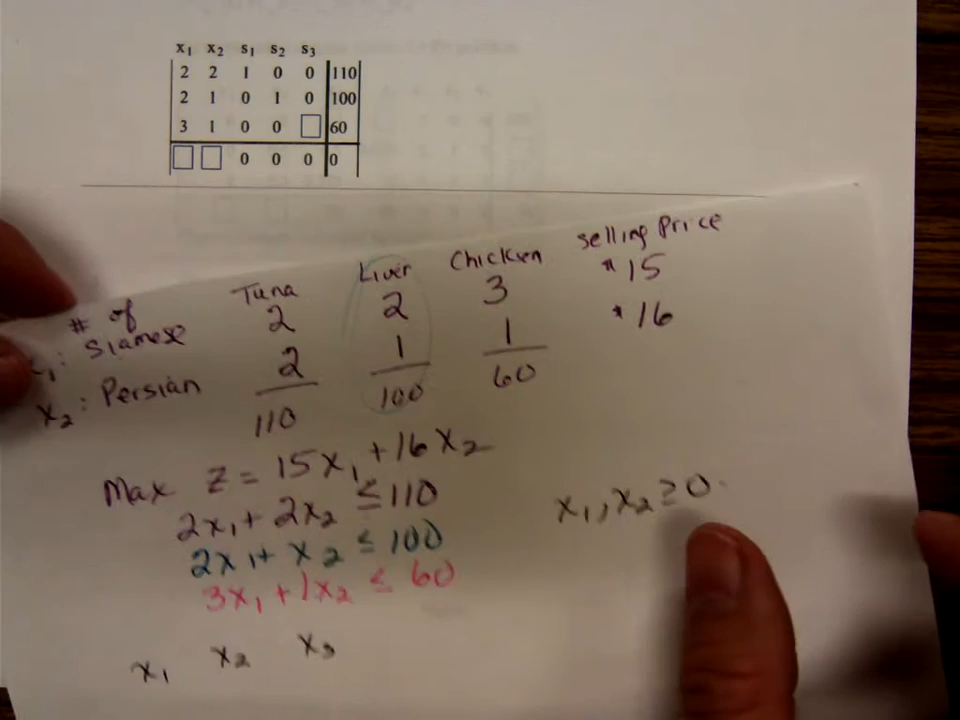 x₁ x₂ s₁ s₂ s₃
2 2 1 0 0 110
2 1 0 1 0 100
3 1 0 0 □ 60
□ □ 0 0 0 0
Tuna Liver Chicken Selling Price
# of
x₁: Siamese 2 2 3 $15
x₂: Persian 2 1 1 $16
110 100 60
Max Z = 15x₁ + 16x₂
2x₁ + 2x₂ ≤ 110 x₁, x₂ ≥ 0
2x₁ + x₂ ≤ 100
3x₁ + 1x₂ ≤ 60
x₁ x₂ x₃